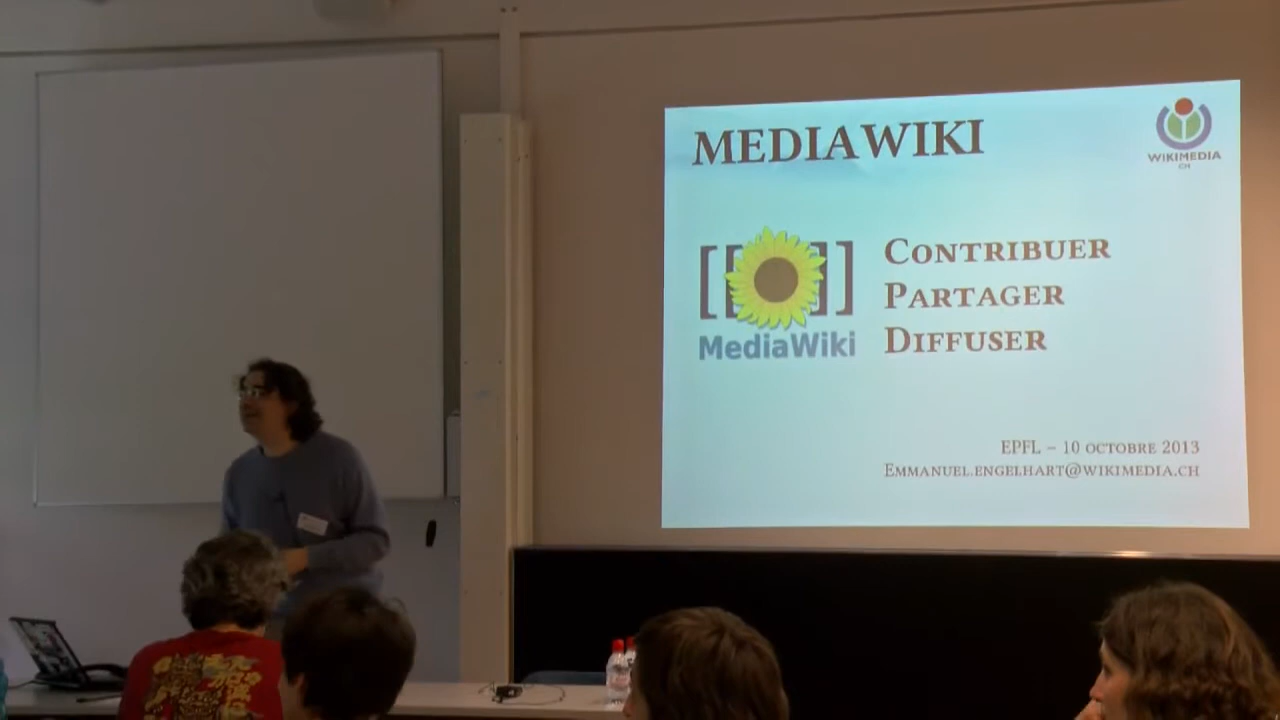 MEDIAWIKI
WIKIMEDIA
CH
[[ ]]
MediaWiki
CONTRIBUER
PARTAGER
DIFFUSER
EPFL – 10 OCTOBRE 2013
EMMANUEL.ENGELHART@WIKIMEDIA.CH